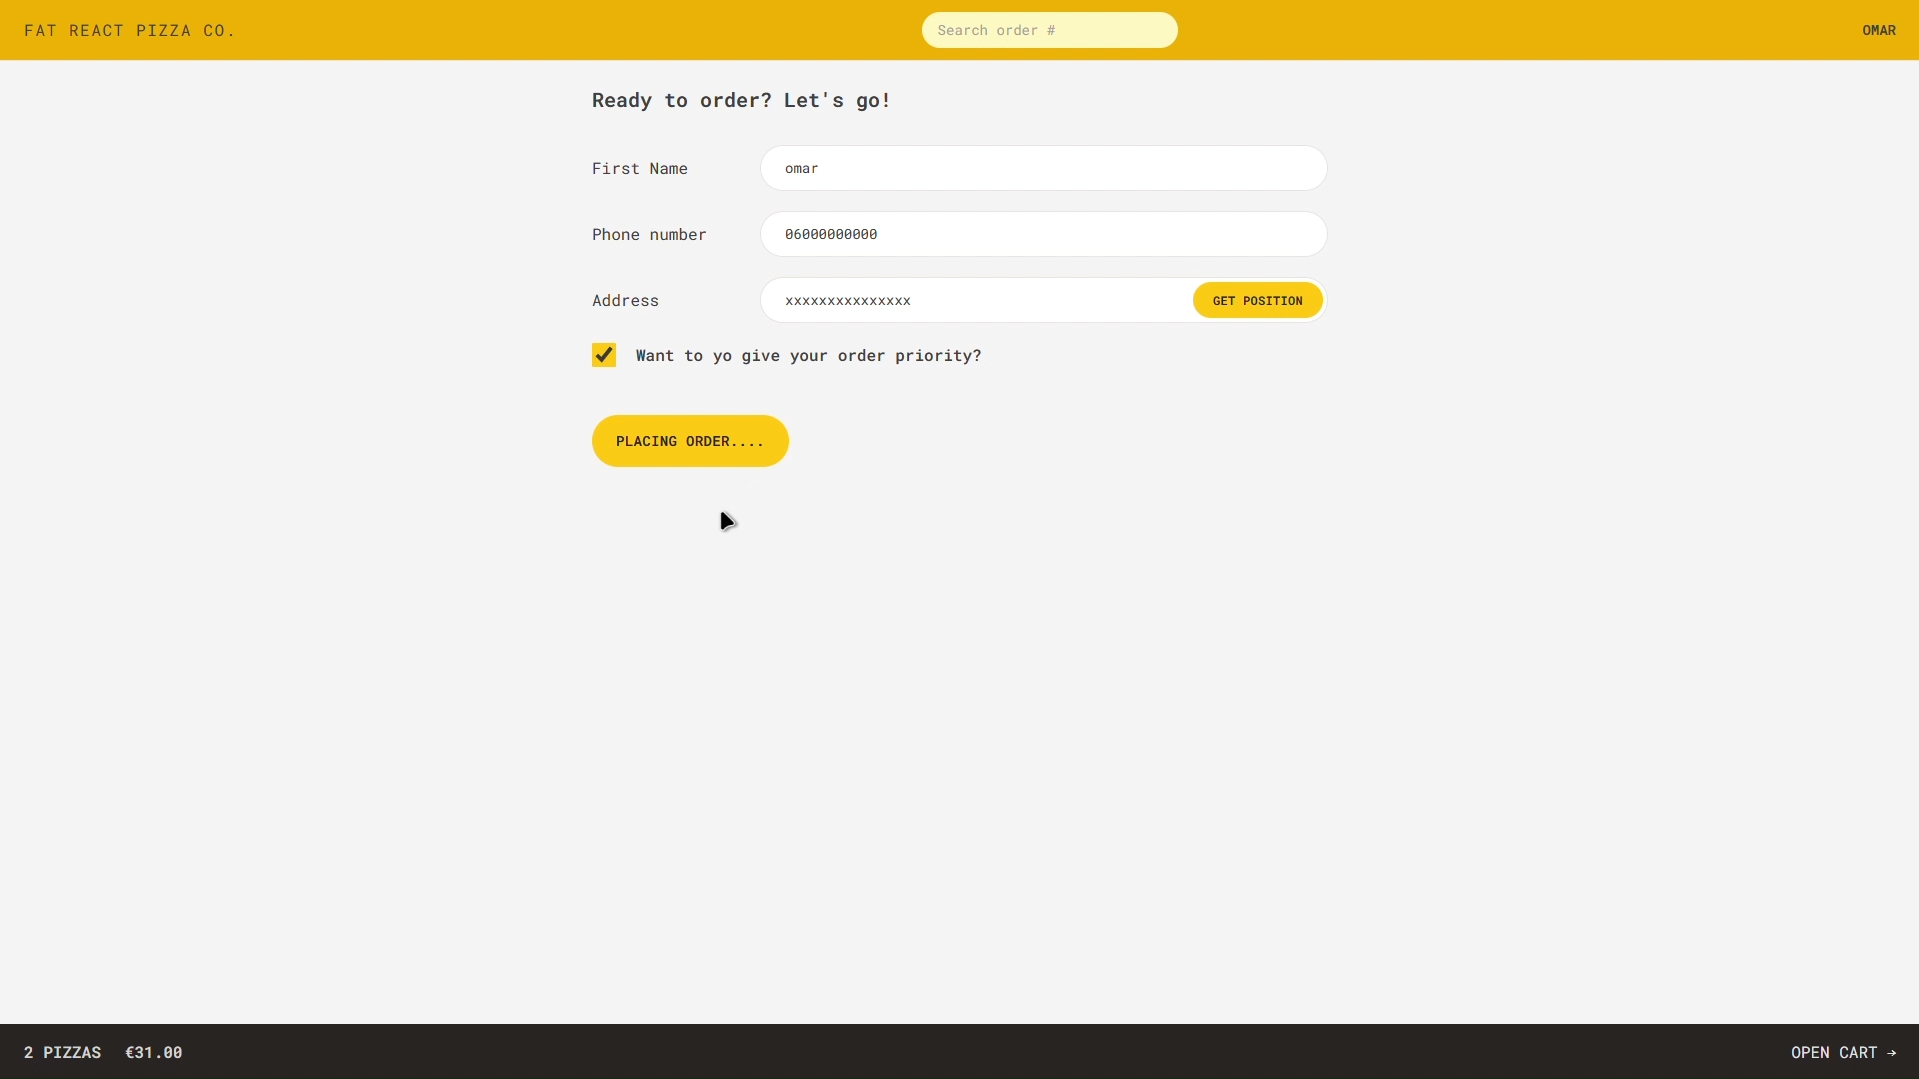 FAT REACT PIZZA CO.
Search order #
OMAR
Ready to order? Let's go!
First Name
omar
Phone number
06000000000
Address
xxxxxxxxxxxxxxx
GET POSITION
Want to yo give your order priority?
PLACING ORDER....
2 PIZZAS €31.00
OPEN CART →